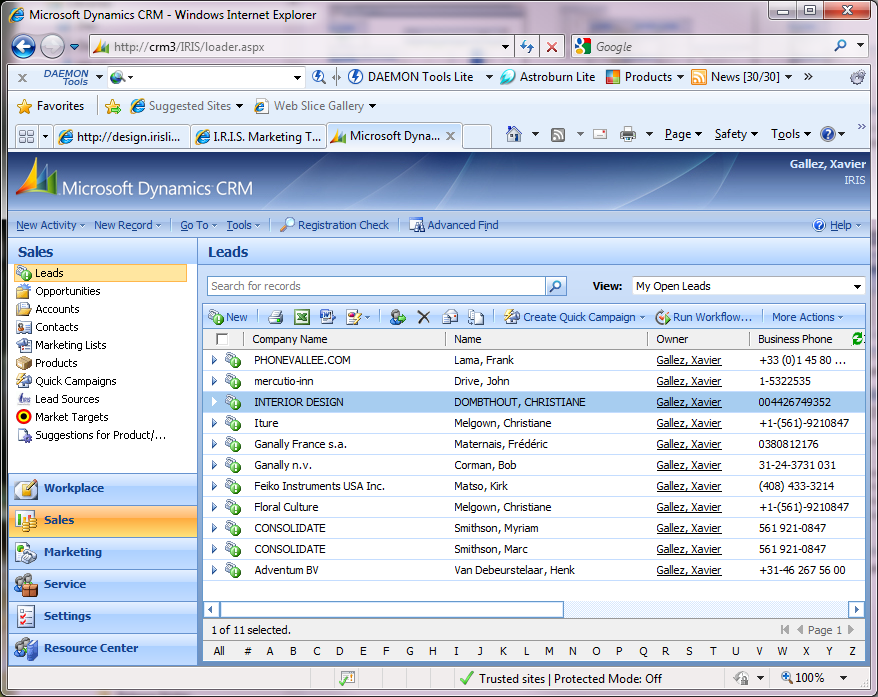 Microsoft Dynamics CRM - Windows Internet Explorer
http://crm3/IRIS/loader.aspx
Google
DAEMON Tools
DAEMON Tools Lite
Astroburn Lite
Products
News [30/30]
»
Favorites
Suggested Sites
Web Slice Gallery
http://design.irisli...
I.R.I.S. Marketing T...
Microsoft Dyna...
Page
Safety
Tools
»
Microsoft Dynamics CRM
Gallez, Xavier
IRIS
New Activity
New Record
Go To
Tools
Registration Check
Advanced Find
Help
Sales
Leads
Opportunities
Accounts
Contacts
Marketing Lists
Products
Quick Campaigns
Lead Sources
Market Targets
Suggestions for Product/...
Workplace
Sales
Marketing
Service
Settings
Resource Center
Leads
Search for records
View:
My Open Leads
New
Create Quick Campaign
Run Workflow...
More Actions
Company Name Name Owner Business Phone
PHONEVALLEE.COM Lama, Frank Gallez, Xavier +33 (0)1 45 80 ...
mercutio-inn Drive, John Gallez, Xavier 1-5322535
INTERIOR DESIGN DOMBTHOUT, CHRISTIANE Gallez, Xavier 004426749352
Iture Melgown, Christiane Gallez, Xavier +1-(561)-9210847
Ganally France s.a. Maternais, Frédéric Gallez, Xavier 0380812176
Ganally n.v. Corman, Bob Gallez, Xavier 31-24-3731 031
Feiko Instruments USA Inc. Matso, Kirk Gallez, Xavier (408) 433-3214
Floral Culture Melgown, Christiane Gallez, Xavier +1-(561)-9210847
CONSOLIDATE Smithson, Myriam Gallez, Xavier 561 921-0847
CONSOLIDATE Smithson, Marc Gallez, Xavier 561 921-0847
Adventum BV Van Debeurstelaar, Henk Gallez, Xavier +31-46 267 56 00
1 of 11 selected.
Page 1
All # A B C D E F G H I J K L M N O P Q R S T U V W X Y Z
Trusted sites | Protected Mode: Off
100%